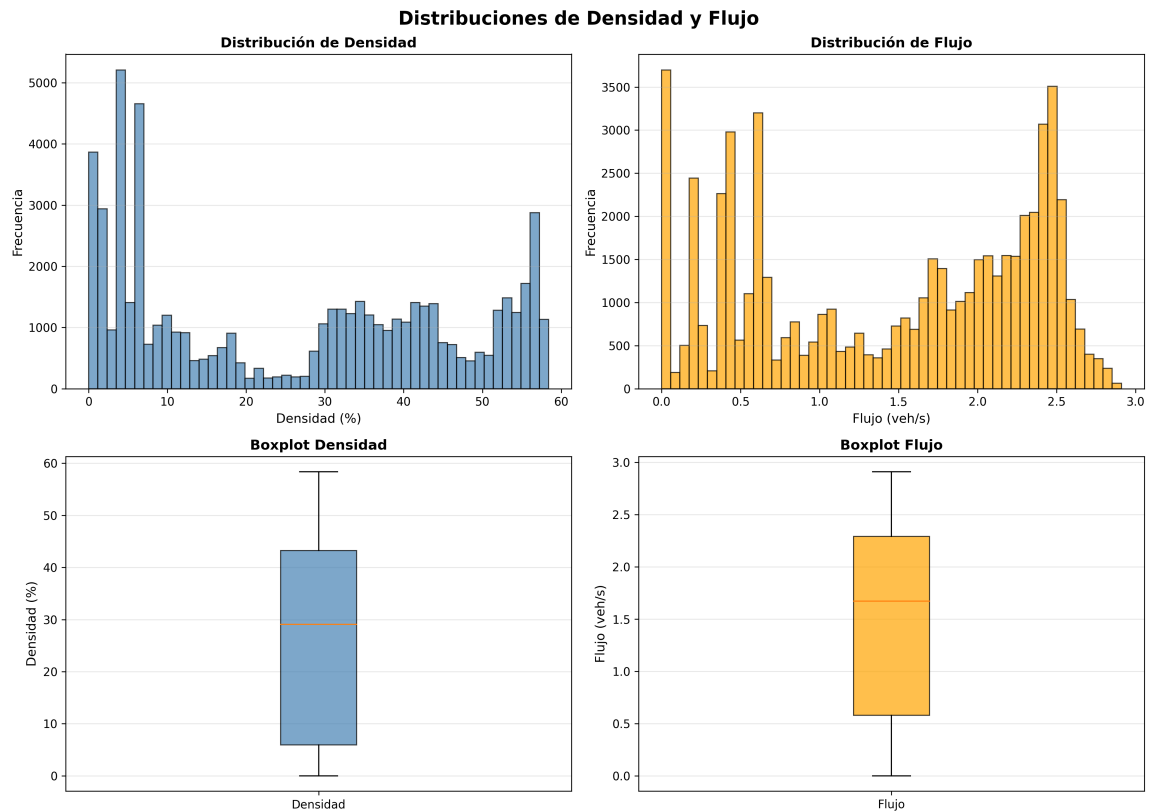 Distribuciones de Densidad y Flujo
Distribución de Densidad
Frecuencia
5000
4000
3000
2000
1000
0
0 10 20 30 40 50 60
Densidad (%)
Distribución de Flujo
Frecuencia
3500
3000
2500
2000
1500
1000
500
0
0.0 0.5 1.0 1.5 2.0 2.5 3.0
Flujo (veh/s)
Boxplot Densidad
Densidad (%)
60
50
40
30
20
10
0
Densidad
Boxplot Flujo
Flujo (veh/s)
3.0
2.5
2.0
1.5
1.0
0.5
0.0
Flujo